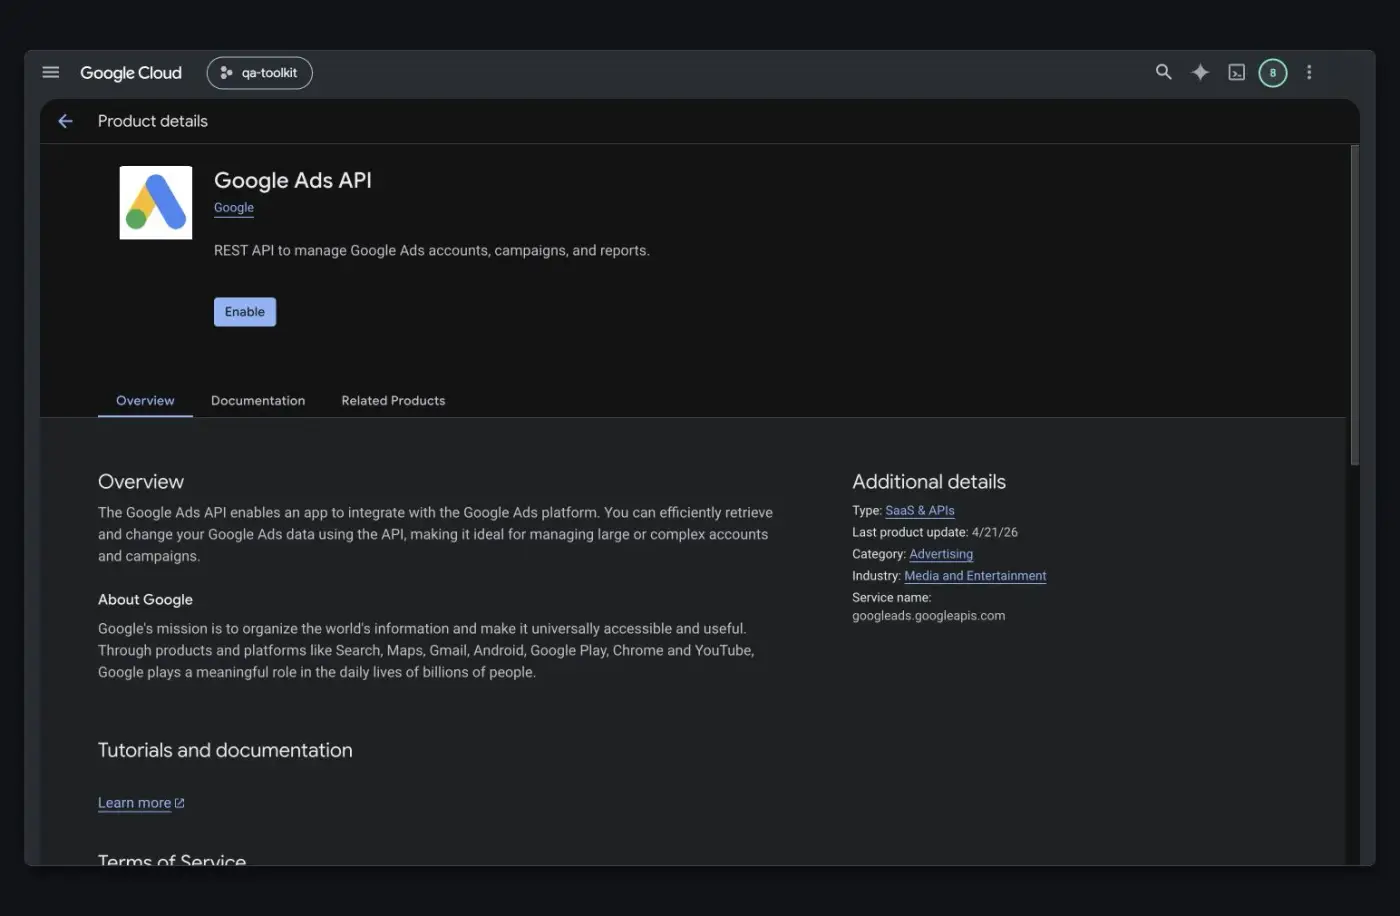 Google Cloud
qa-toolkit
8
Product details
Google Ads API
Google
REST API to manage Google Ads accounts, campaigns, and reports.
Enable
Overview
Documentation
Related Products
Overview
The Google Ads API enables an app to integrate with the Google Ads platform. You can efficiently retrieve
and change your Google Ads data using the API, making it ideal for managing large or complex accounts
and campaigns.
About Google
Google's mission is to organize the world's information and make it universally accessible and useful.
Through products and platforms like Search, Maps, Gmail, Android, Google Play, Chrome and YouTube,
Google plays a meaningful role in the daily lives of billions of people.
Tutorials and documentation
Learn more
Terms of Service
Additional details
Type: SaaS & APIs
Last product update: 4/21/26
Category: Advertising
Industry: Media and Entertainment
Service name:
googleads.googleapis.com